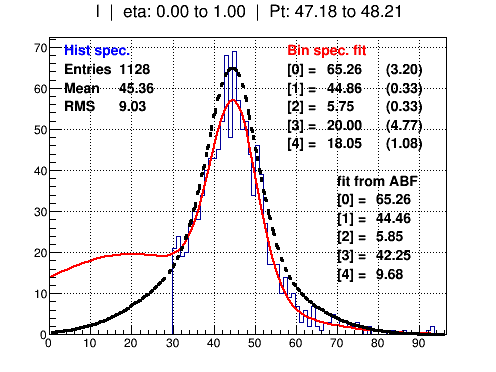 I | eta: 0.00 to 1.00 | Pt: 47.18 to 48.21
Hist spec.
Entries 1128
Mean 45.36
RMS 9.03
Bin spec. fit
[0] = 65.26 (3.20)
[1] = 44.86 (0.33)
[2] = 5.75 (0.33)
[3] = 20.00 (4.77)
[4] = 18.05 (1.08)
fit from ABF
[0] = 65.26
[1] = 44.46
[2] = 5.85
[3] = 42.25
[4] = 9.68
70
60
50
40
30
20
10
0
0 10 20 30 40 50 60 70 80 90